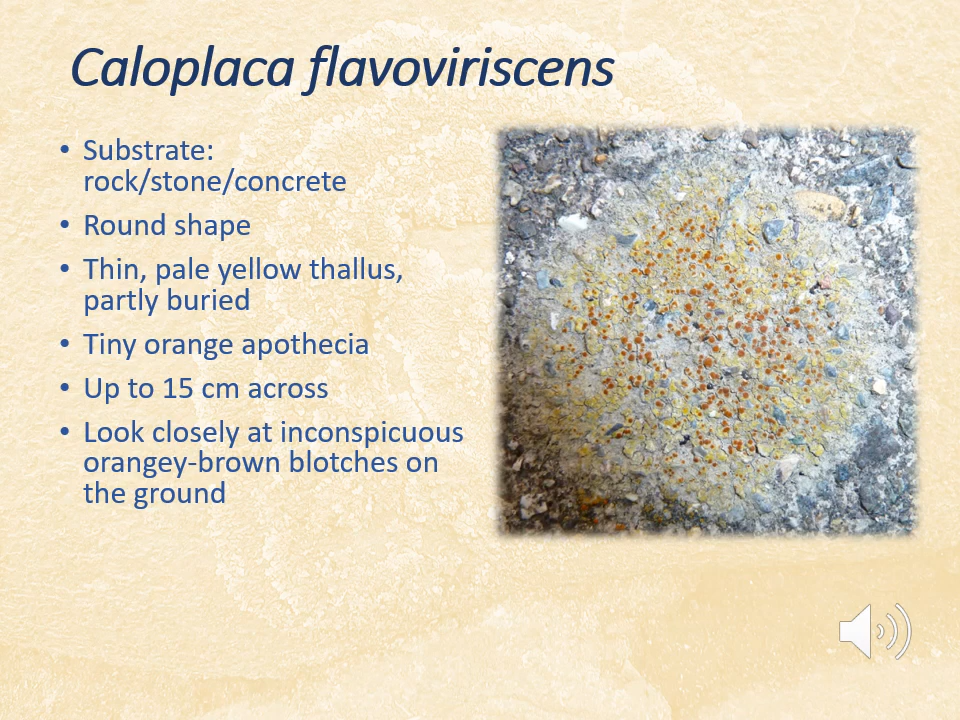 Caloplaca flavoviriscens
• Substrate:
rock/stone/concrete
• Round shape
• Thin, pale yellow thallus,
partly buried
• Tiny orange apothecia
• Up to 15 cm across
• Look closely at inconspicuous
orangey-brown blotches on
the ground